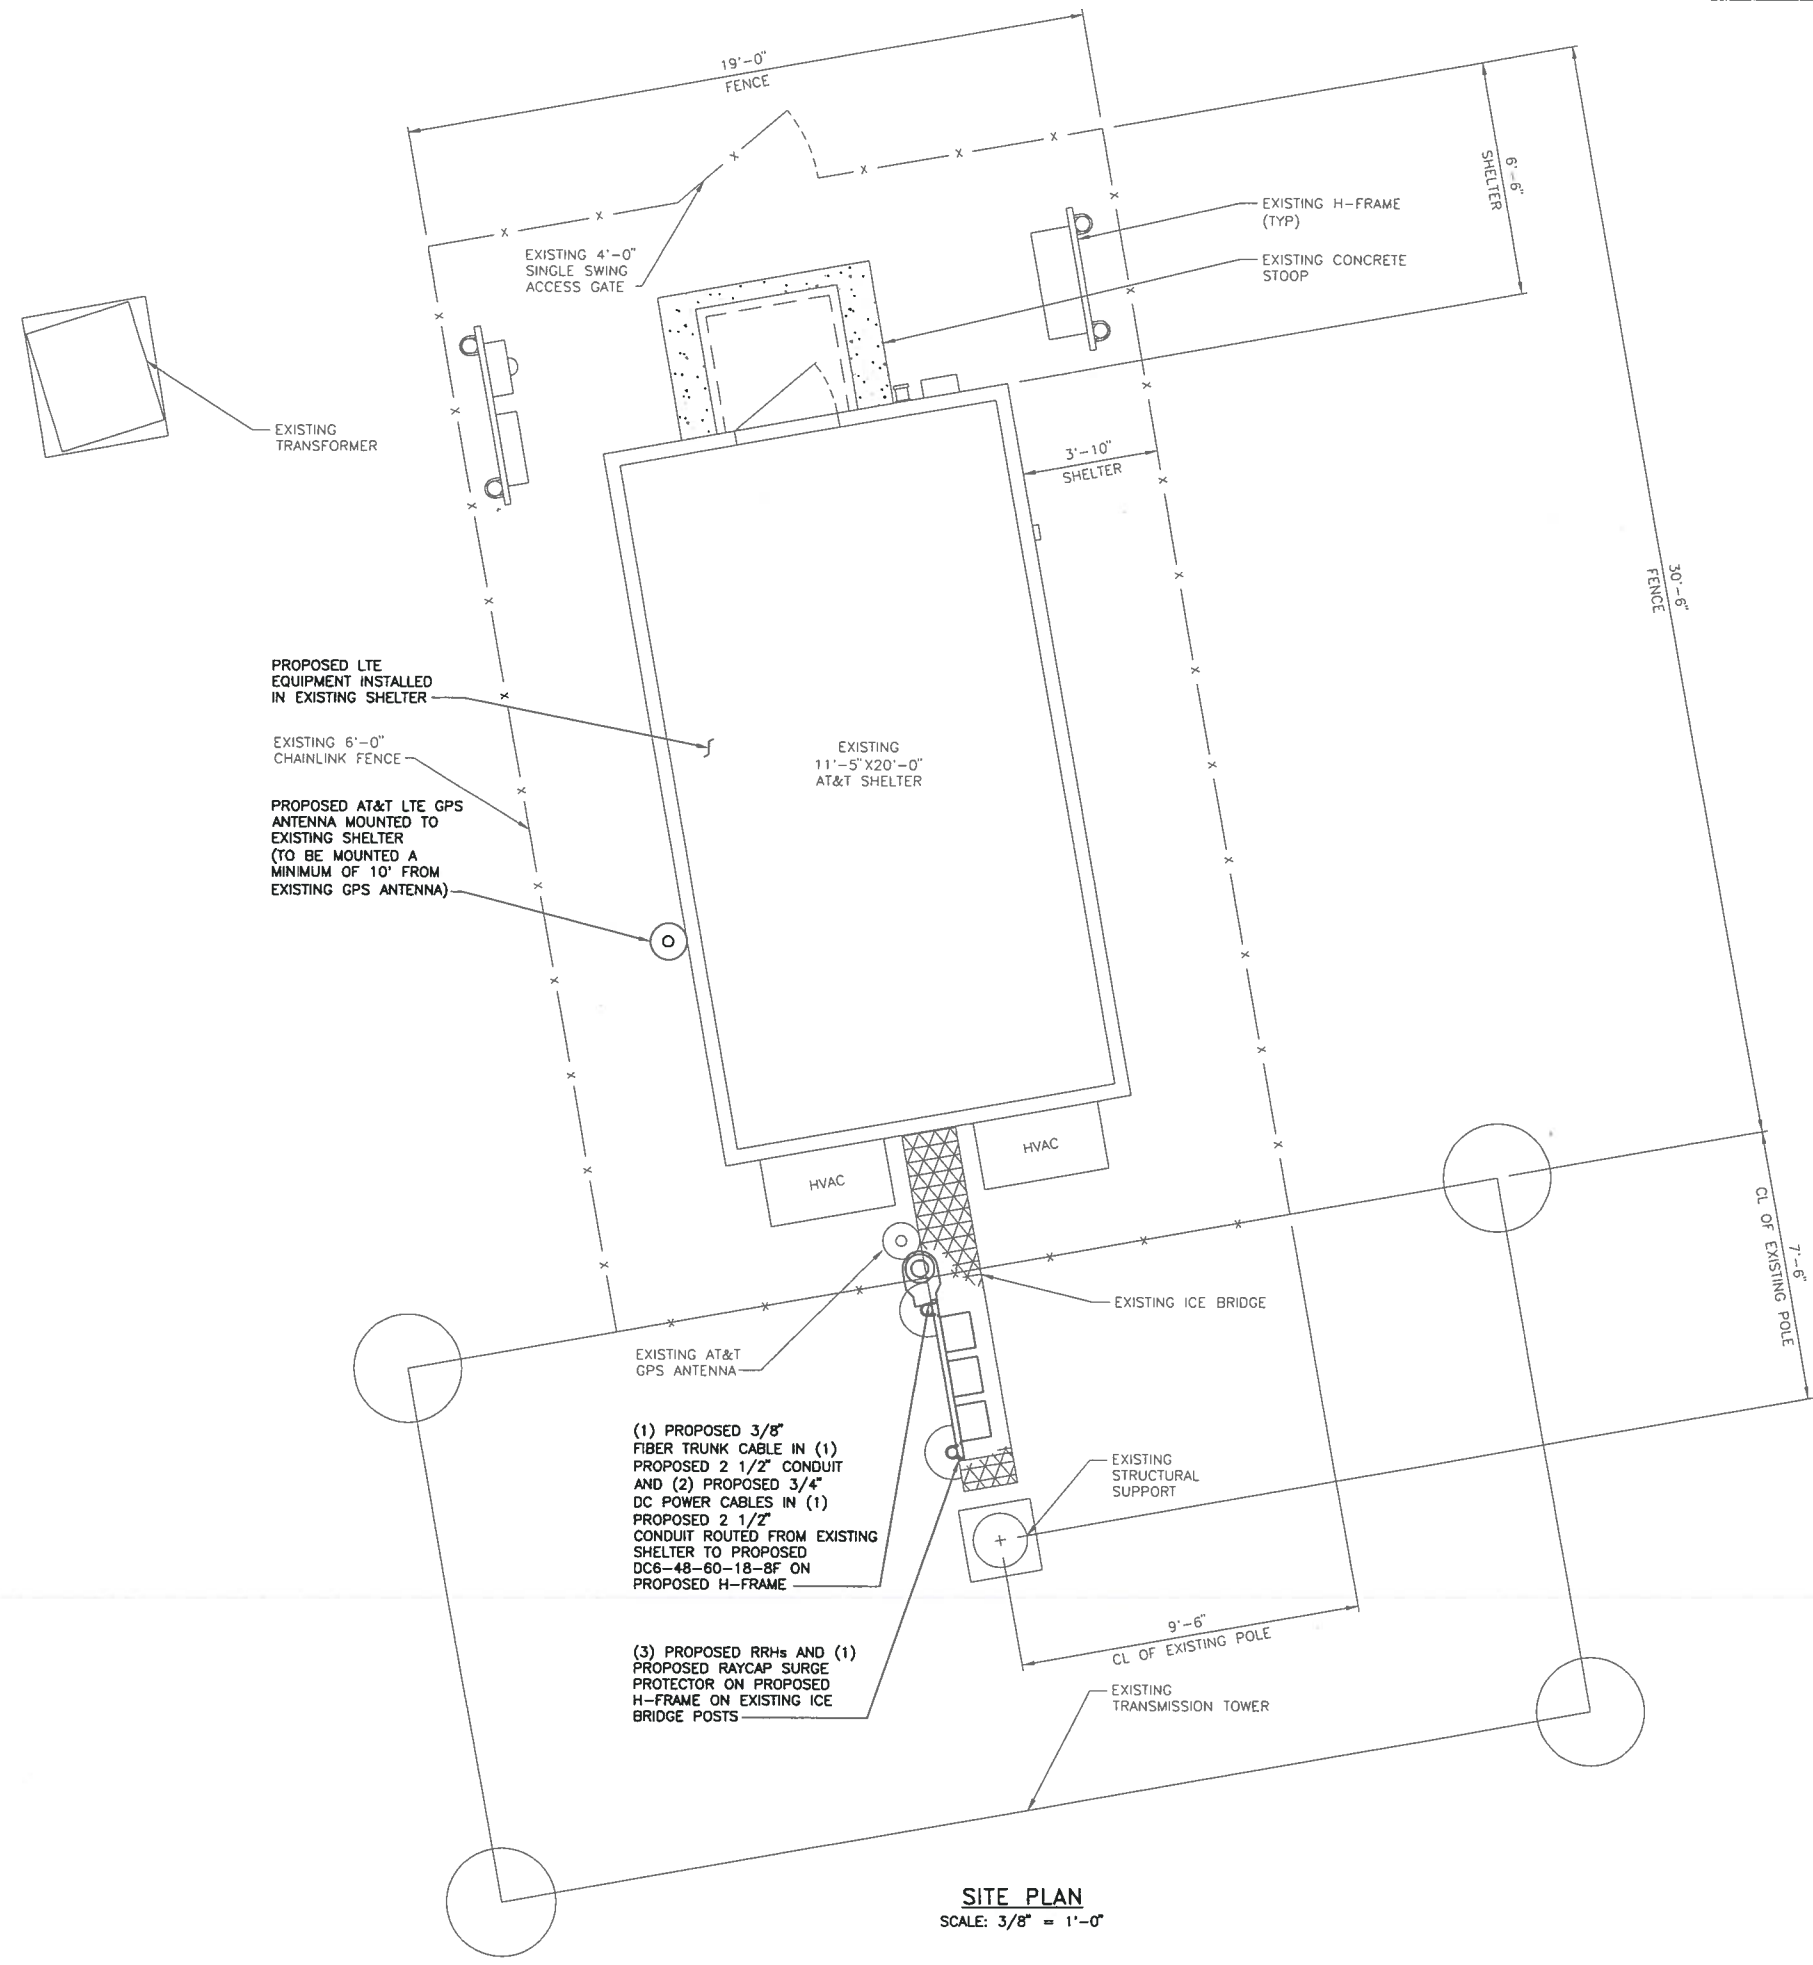 19'-0"
FENCE
6'-6"
SHELTER
EXISTING H-FRAME
(TYP)
EXISTING 4'-0"
SINGLE SWING
ACCESS GATE
EXISTING CONCRETE
STOOP
EXISTING
TRANSFORMER
3'-10"
SHELTER
30'-6"
FENCE
PROPOSED LTE
EQUIPMENT INSTALLED
IN EXISTING SHELTER
EXISTING 6'-0"
CHAINLINK FENCE
EXISTING
11'-5"X20'-0"
AT&T SHELTER
PROPOSED AT&T LTE GPS
ANTENNA MOUNTED TO
EXISTING SHELTER
(TO BE MOUNTED A
MINIMUM OF 10' FROM
EXISTING GPS ANTENNA)
HVAC
HVAC
7'-6"
CL OF EXISTING POLE
EXISTING ICE BRIDGE
EXISTING AT&T
GPS ANTENNA
(1) PROPOSED 3/8"
FIBER TRUNK CABLE IN (1)
PROPOSED 2 1/2" CONDUIT
AND (2) PROPOSED 3/4"
DC POWER CABLES IN (1)
PROPOSED 2 1/2"
CONDUIT ROUTED FROM EXISTING
SHELTER TO PROPOSED
DC6-48-60-18-8F ON
PROPOSED H-FRAME
EXISTING
STRUCTURAL
SUPPORT
9'-6"
CL OF EXISTING POLE
(3) PROPOSED RRHs AND (1)
PROPOSED RAYCAP SURGE
PROTECTOR ON PROPOSED
H-FRAME ON EXISTING ICE
BRIDGE POSTS
EXISTING
TRANSMISSION TOWER
SITE PLAN
SCALE: 3/8" = 1'-0"